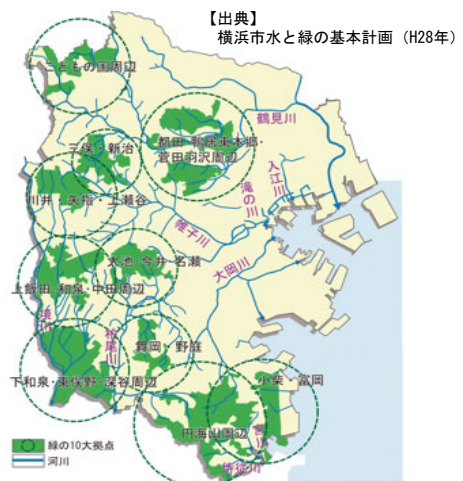 【出典】
横浜市水と緑の基本計画（H28年）
こどもの国周辺
鶴見川
三保・新治
都田・鴨居東本郷・
菅田羽沢周辺
入江川
滝の川
川井・矢指・上瀬谷
帷子川
大池・今井・名瀬
大岡川
上飯田・和泉・中田周辺
境川
柏尾川
舞岡・野庭
下和泉・東俣野・深谷周辺
小柴・富岡
円海山周辺
宮川
侍従川
緑の10大拠点
河川